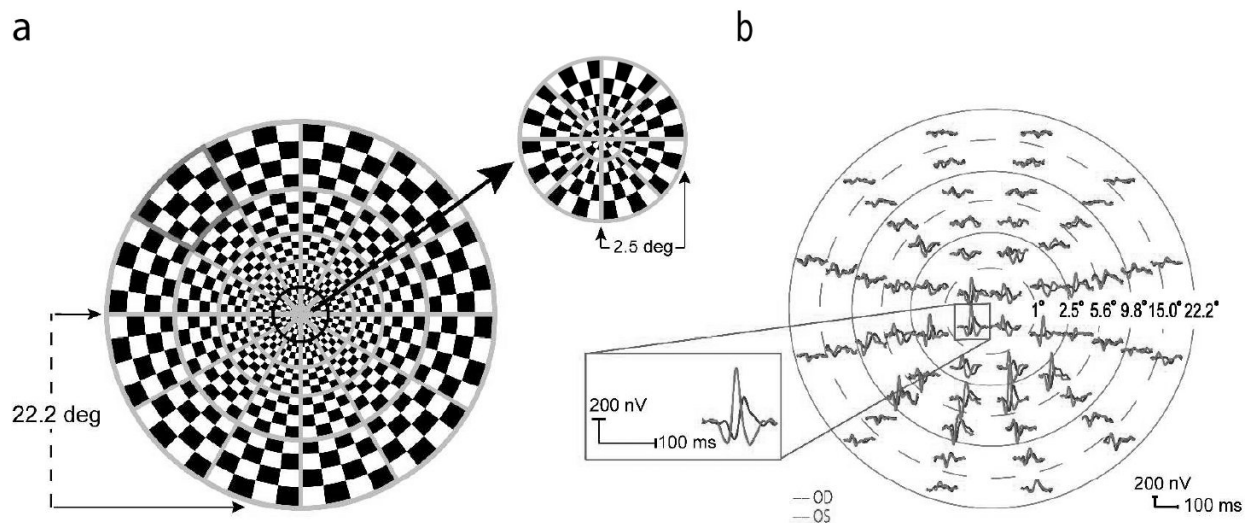 a
b
2.5 deg
22.2 deg
1° 2.5° 5.6° 9.8° 15.0° 22.2°
200 nV
100 ms
— OD
— OS
200 nV
100 ms